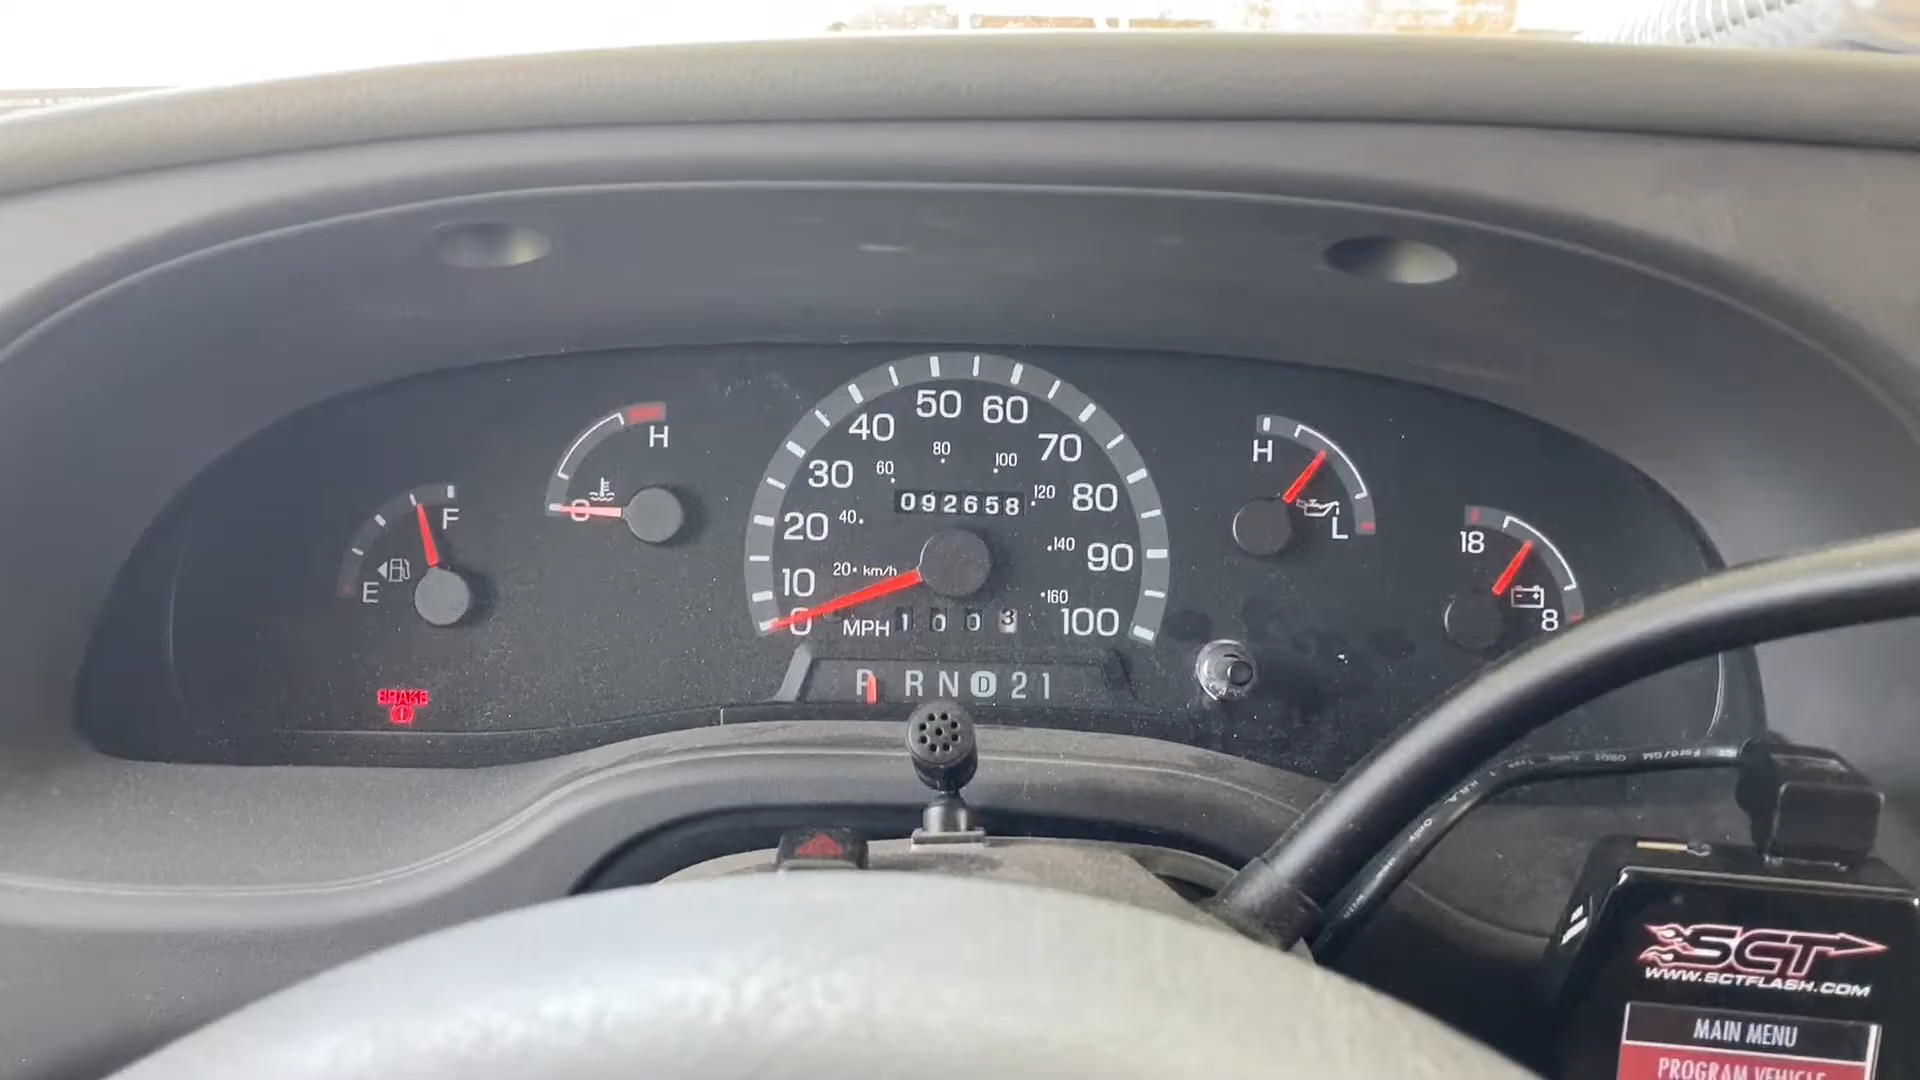 50 60
40 70
30 80
20 90
10 100
0
60 80 100 120
40 140
20 km/h 160
092658
MPH 1003
H
C
F
E
BRAKE
H
L
18
8
P R N D 2 1
SCT
WWW.SCTFLASH.COM
MAIN MENU
PROGRAM VEHICLE